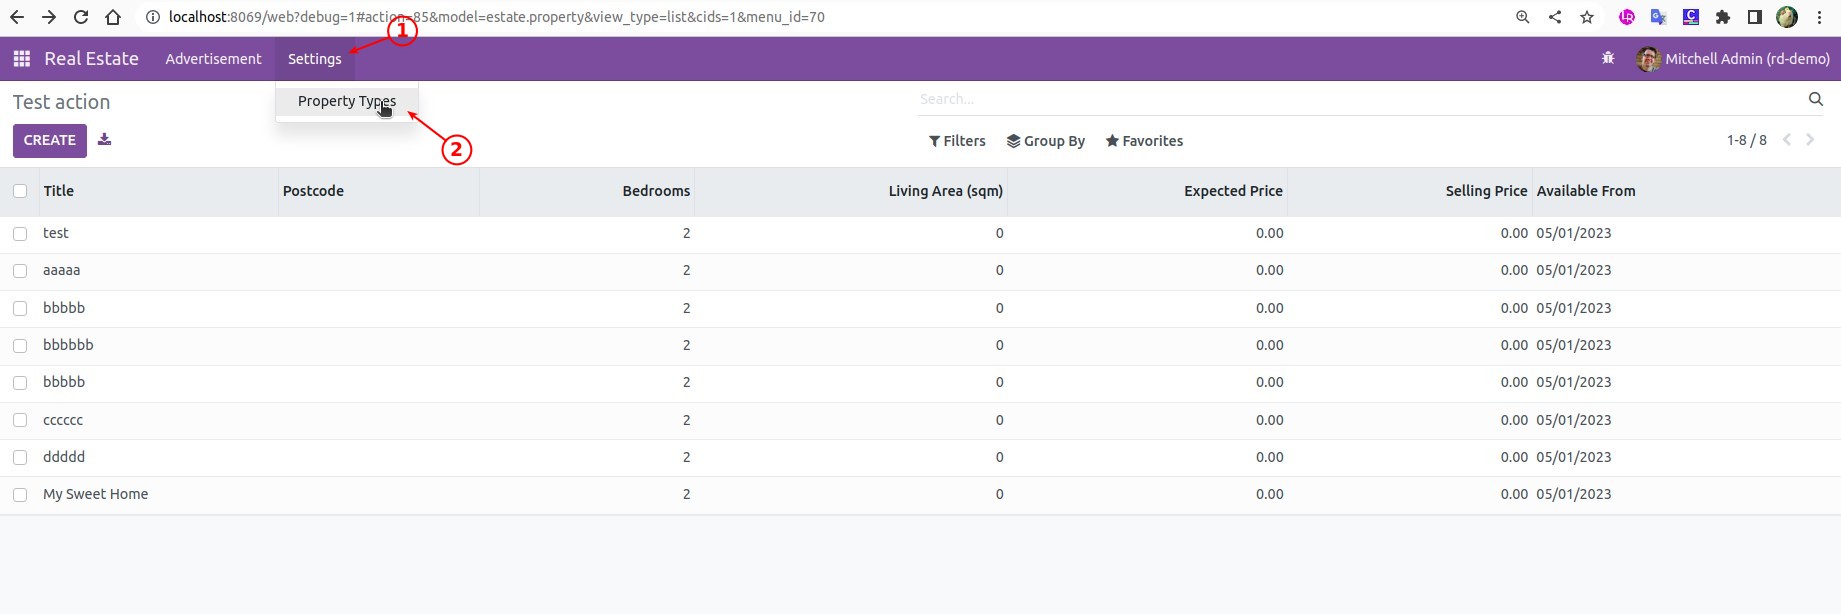 localhost:8069/web?debug=1#action=85&model=estate.property&view_type=list&cids=1&menu_id=70
1
Real Estate Advertisement Settings Mitchell Admin (rd-demo)
Test action Property Types Search...
2
CREATE Filters Group By Favorites 1-8 / 8
Title Postcode Bedrooms Living Area (sqm) Expected Price Selling Price Available From
test 2 0 0.00 0.00 05/01/2023
aaaaa 2 0 0.00 0.00 05/01/2023
bbbbb 2 0 0.00 0.00 05/01/2023
bbbbbb 2 0 0.00 0.00 05/01/2023
bbbbb 2 0 0.00 0.00 05/01/2023
cccccc 2 0 0.00 0.00 05/01/2023
ddddd 2 0 0.00 0.00 05/01/2023
My Sweet Home 2 0 0.00 0.00 05/01/2023